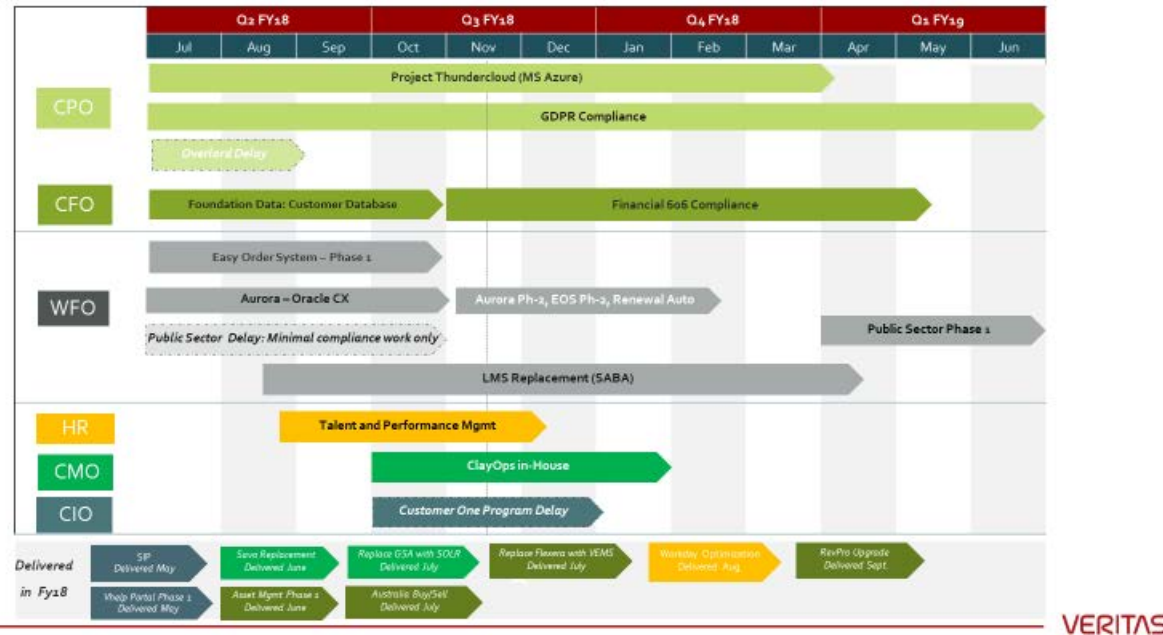 Q2 FY18 Q3 FY18 Q4 FY18 Q1 FY19
Jul Aug Sep Oct Nov Dec Jan Feb Mar Apr May Jun
CPO
Project Thundercloud (MS Azure)
GDPR Compliance
Overlord Delay
CFO
Foundation Data: Customer Database
Financial 606 Compliance
WFO
Easy Order System – Phase 1
Aurora – Oracle CX
Aurora Ph-2, EOS Ph-2, Renewal Auto
Public Sector Delay: Minimal compliance work only
Public Sector Phase 1
LMS Replacement (SABA)
HR
Talent and Performance Mgmt
CMO
ClayOps in-House
CIO
Customer One Program Delay
Delivered
in Fy18
SIP
Delivered May
Replacement
Delivered June
Replace GSA with SOLR
Delivered July
Replace Flexera with VEMS
Delivered July
Workday Optimization
Delivered Aug.
RevPro Upgrade
Delivered Sept.
Vhelp Portal Phase 1
Delivered May
Asset Mgmt Phase 1
Delivered June
Australia Buy/Sell
Delivered July
VERITAS